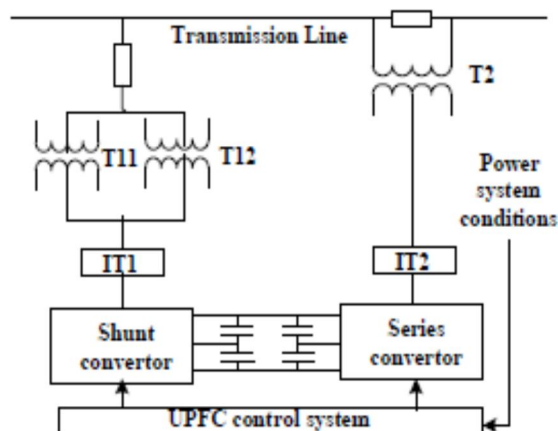 Transmission Line
T2
T11
T12
Power
system
conditions
IT1
IT2
Shunt
convertor
Series
convertor
UPFC control system